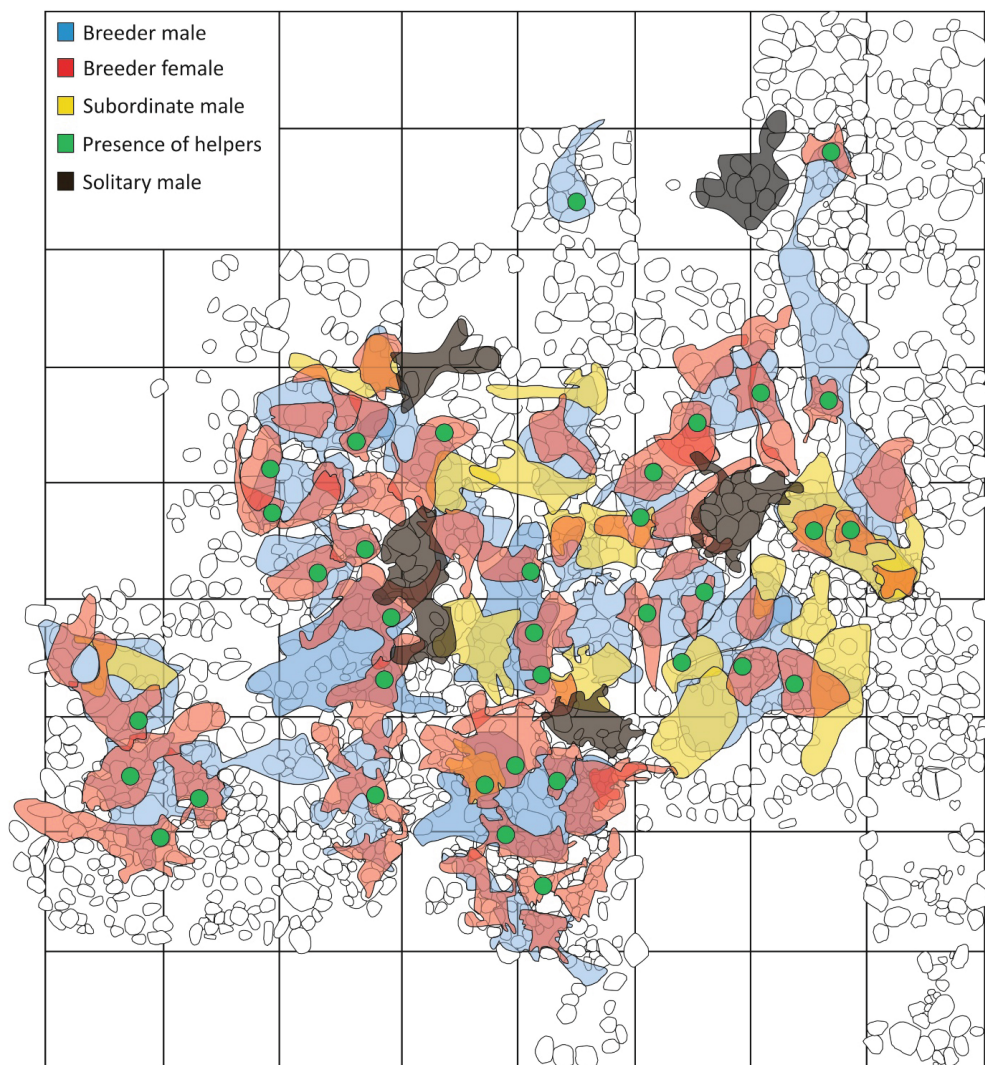 Breeder male
Breeder female
Subordinate male
Presence of helpers
Solitary male